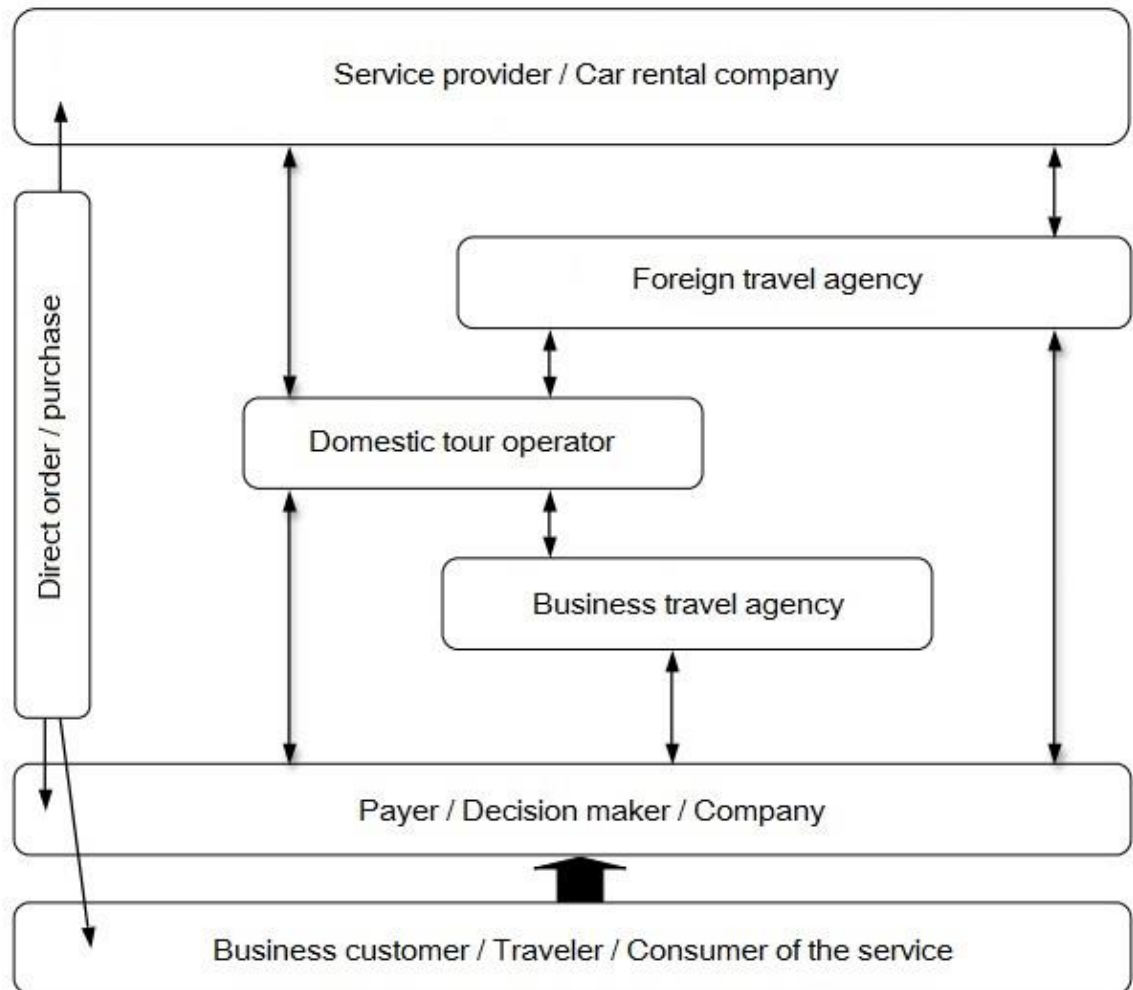 Service provider / Car rental company
Foreign travel agency
Direct order / purchase
Domestic tour operator
Business travel agency
Payer / Decision maker / Company
Business customer / Traveler / Consumer of the service